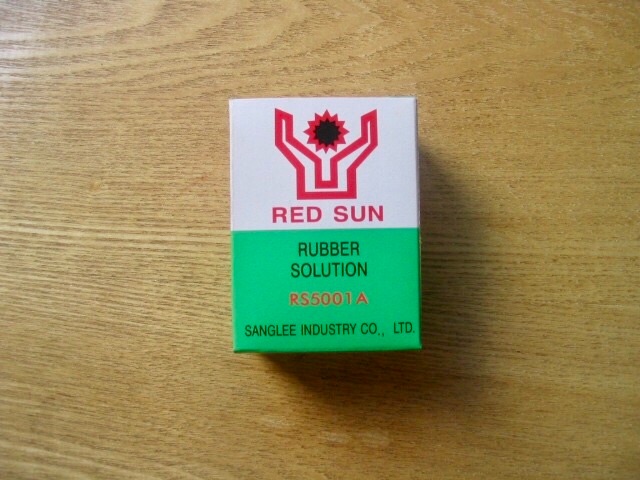 RED SUN
RUBBER
SOLUTION
RS5001A
SANGLEE INDUSTRY CO., LTD.